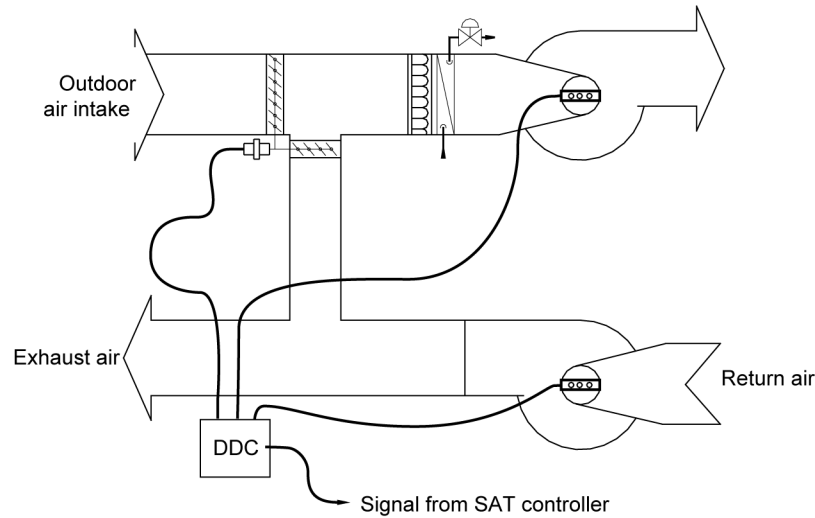 Outdoor
air intake
Exhaust air
Return air
DDC
Signal from SAT controller